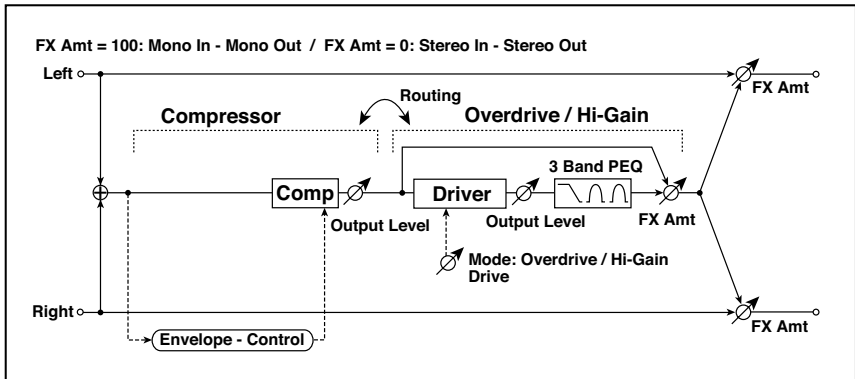 FX Amt = 100: Mono In - Mono Out / FX Amt = 0: Stereo In - Stereo Out
Left
FX Amt
Routing
Compressor
Overdrive / Hi-Gain
3 Band PEQ
Comp
Driver
Output Level
Output Level
FX Amt
Mode: Overdrive / Hi-Gain
Drive
Right
FX Amt
Envelope - Control